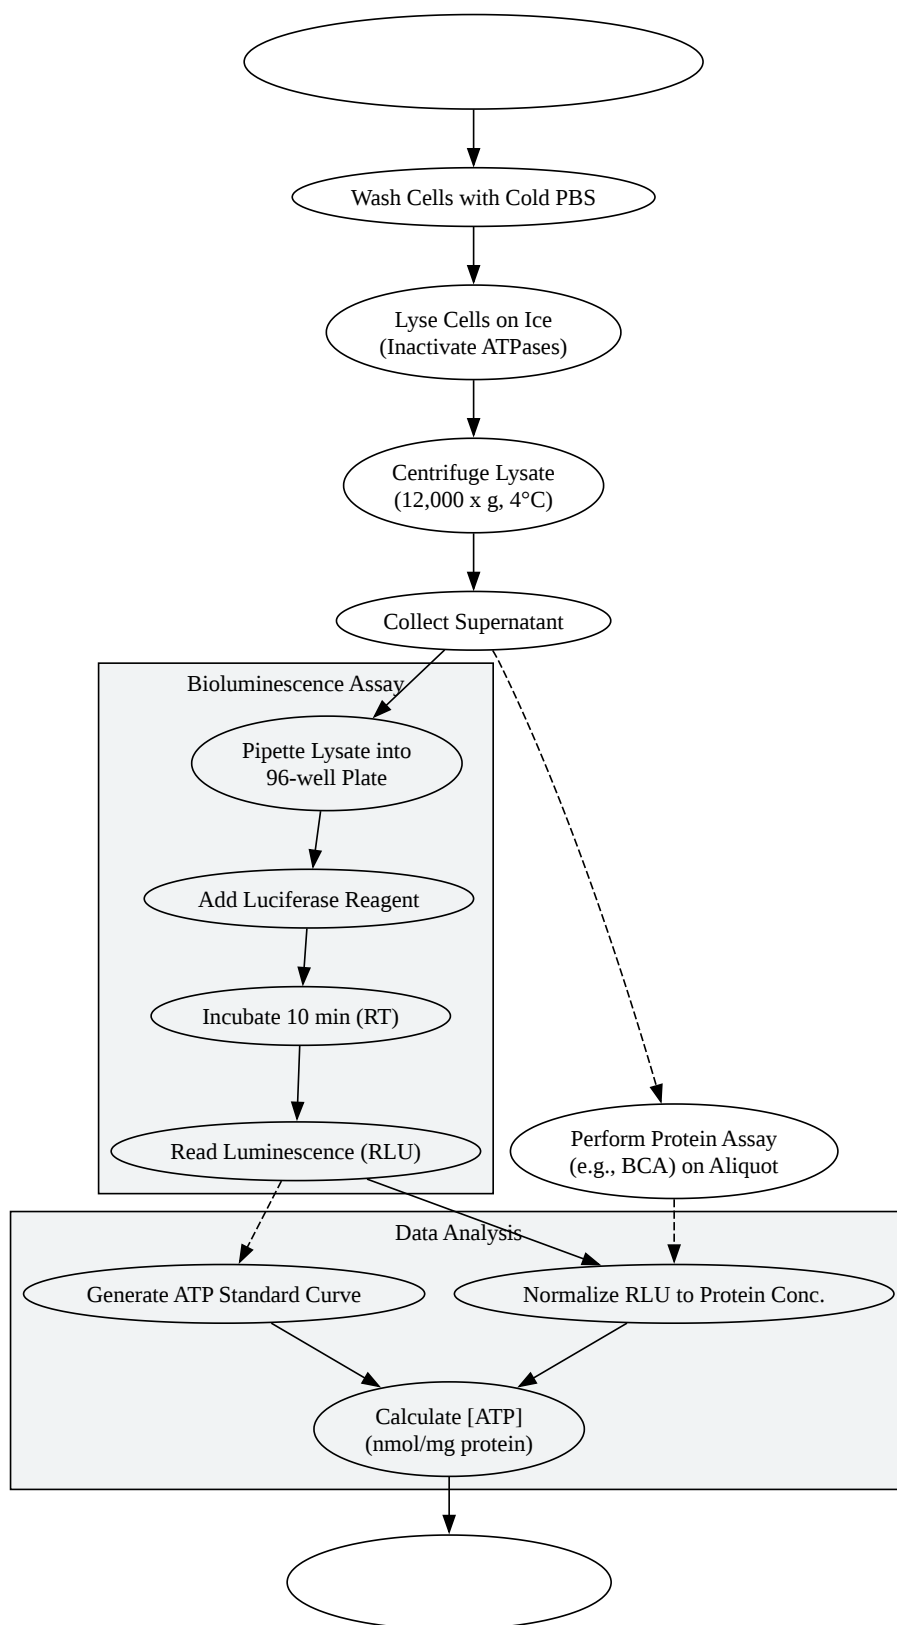 Wash Cells with Cold PBS
Lyse Cells on Ice
(Inactivate ATPases)
Centrifuge Lysate
(12,000 x g, 4°C)
Collect Supernatant
Bioluminescence Assay
Pipette Lysate into
96-well Plate
Add Luciferase Reagent
Incubate 10 min (RT)
Read Luminescence (RLU)
Perform Protein Assay
(e.g., BCA) on Aliquot
Data Analysis
Generate ATP Standard Curve
Normalize RLU to Protein Conc.
Calculate [ATP]
(nmol/mg protein)